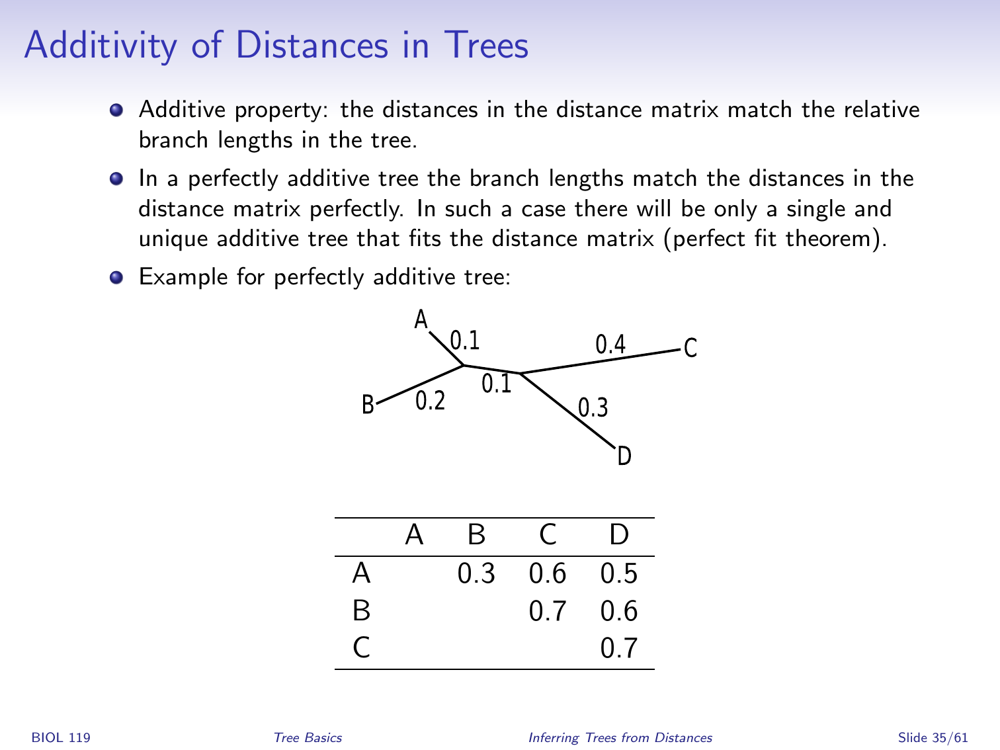 Additivity of Distances in Trees
Additive property: the distances in the distance matrix match the relative
branch lengths in the tree.
In a perfectly additive tree the branch lengths match the distances in the
distance matrix perfectly. In such a case there will be only a single and
unique additive tree that fits the distance matrix (perfect fit theorem).
Example for perfectly additive tree:
A
0.1
0.4
C
0.1
B
0.2
0.3
D
A B C D
A 0.3 0.6 0.5
B 0.7 0.6
C 0.7
BIOL 119 Tree Basics Inferring Trees from Distances Slide 35/61